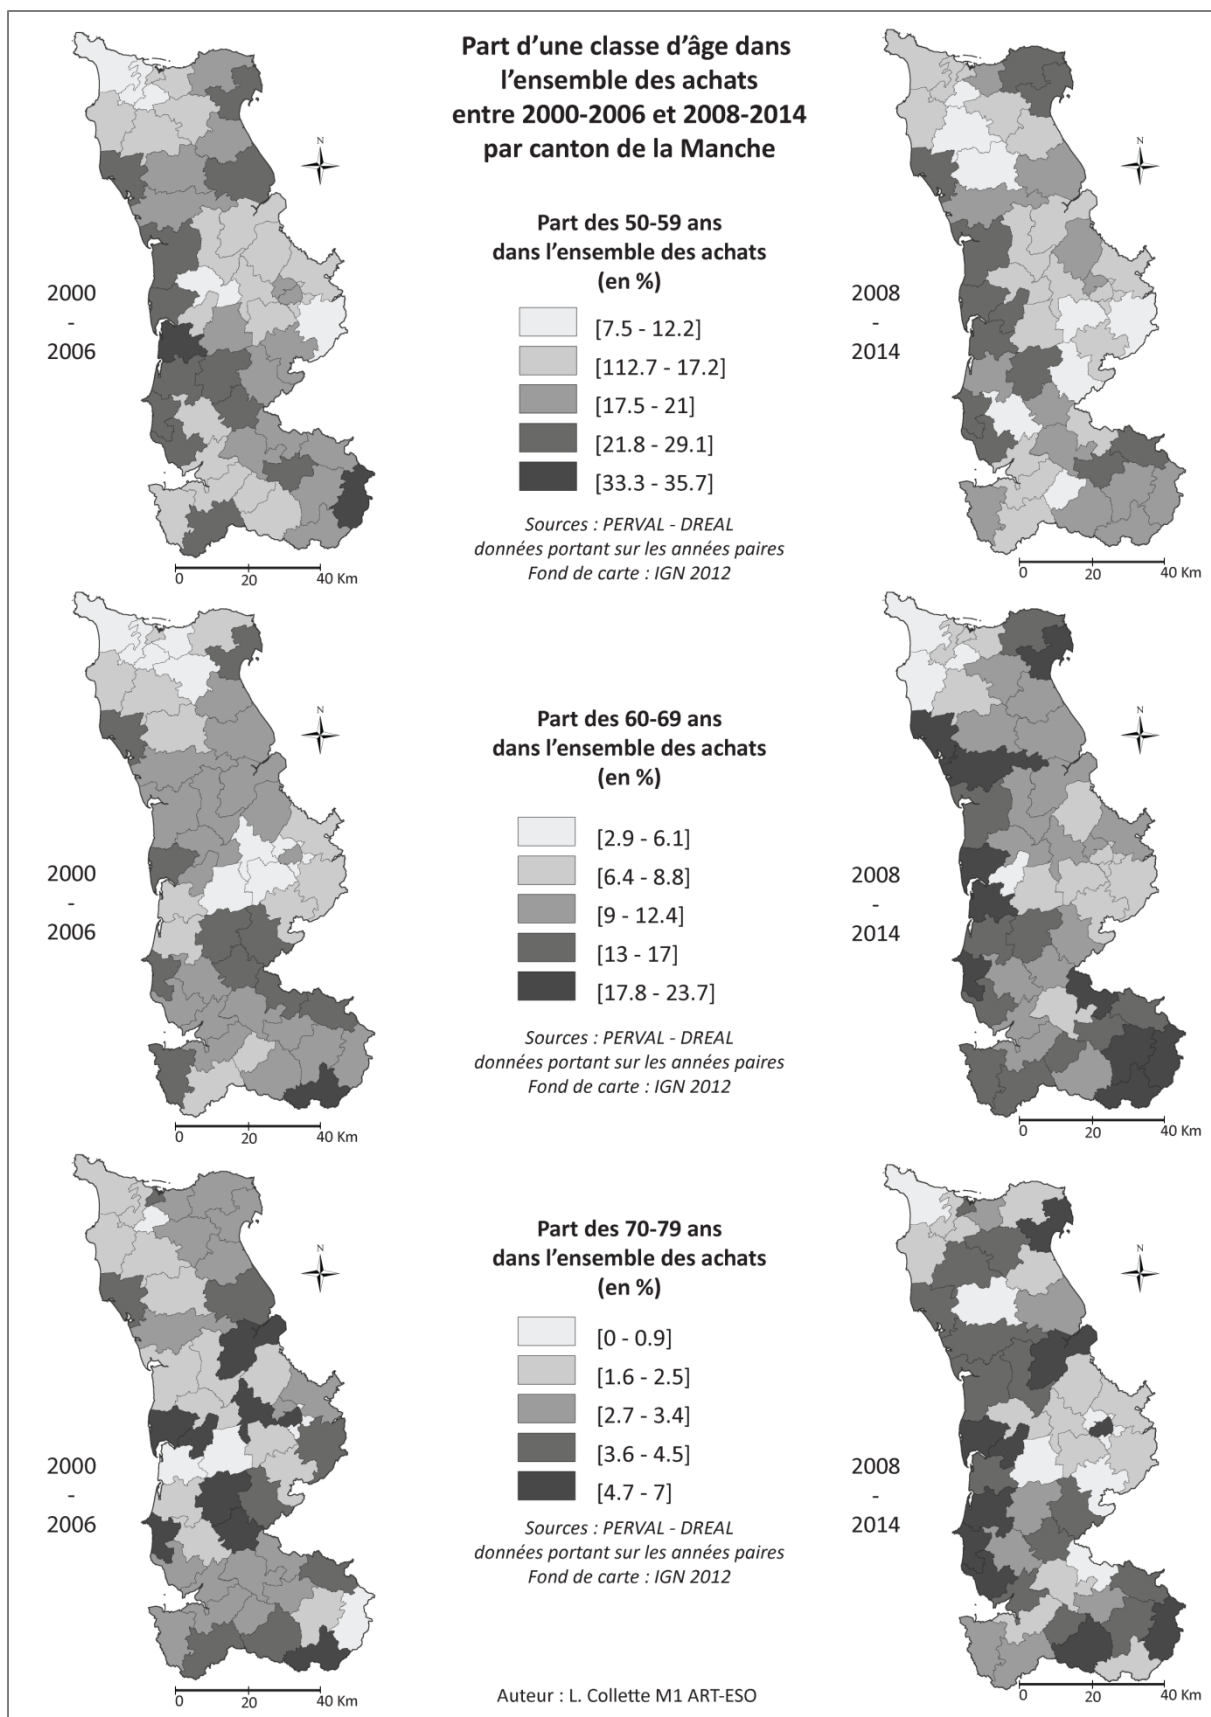 Part d'une classe d'âge dans
l'ensemble des achats
entre 2000-2006 et 2008-2014
par canton de la Manche
N
N
Part des 50-59 ans
dans l'ensemble des achats
(en %)
2000
-
2006
2008
-
2014
[7.5 - 12.2]
[112.7 - 17.2]
[17.5 - 21]
[21.8 - 29.1]
[33.3 - 35.7]
Sources : PERVAL - DREAL
données portant sur les années paires
Fond de carte : IGN 2012
0 20 40 Km
0 20 40 Km
N
N
Part des 60-69 ans
dans l'ensemble des achats
(en %)
2000
-
2006
2008
-
2014
[2.9 - 6.1]
[6.4 - 8.8]
[9 - 12.4]
[13 - 17]
[17.8 - 23.7]
Sources : PERVAL - DREAL
données portant sur les années paires
Fond de carte : IGN 2012
0 20 40 Km
0 20 40 Km
N
N
Part des 70-79 ans
dans l'ensemble des achats
(en %)
2000
-
2006
2008
-
2014
[0 - 0.9]
[1.6 - 2.5]
[2.7 - 3.4]
[3.6 - 4.5]
[4.7 - 7]
Sources : PERVAL - DREAL
données portant sur les années paires
Fond de carte : IGN 2012
0 20 40 Km
0 20 40 Km
Auteur : L. Collette M1 ART-ESO